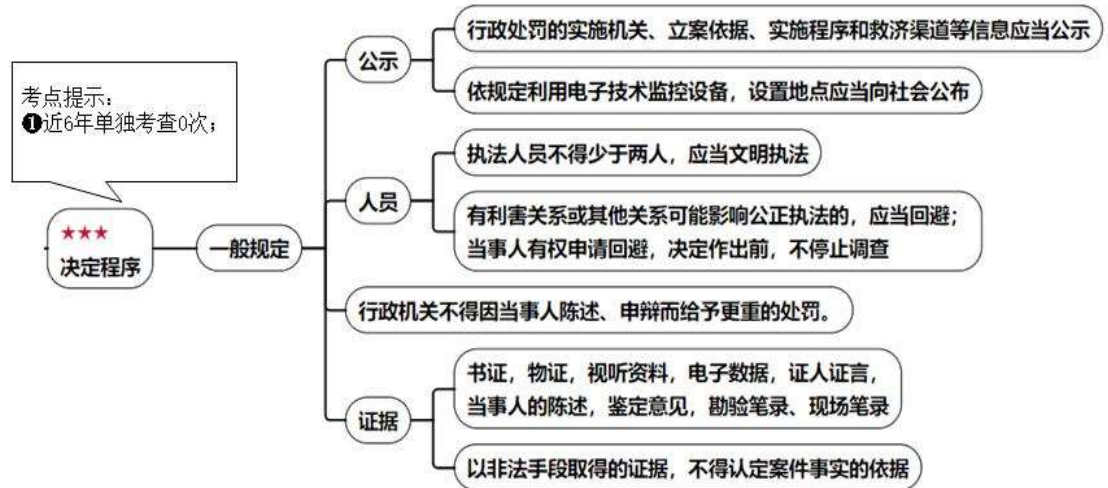 考点提示:
❶近6年单独考查0次;
★★★
决定程序
一般规定
公示
行政处罚的实施机关、立案依据、实施程序和救济渠道等信息应当公示
依规定利用电子技术监控设备，设置地点应当向社会公布
人员
执法人员不得少于两人，应当文明执法
有利害关系或其他关系可能影响公正执法的，应当回避；
当事人有权申请回避，决定作出前，不停止调查
行政机关不得因当事人陈述、申辩而给予更重的处罚。
证据
书证，物证，视听资料，电子数据，证人证言，
当事人的陈述，鉴定意见，勘验笔录、现场笔录
以非法手段取得的证据，不得认定案件事实的依据